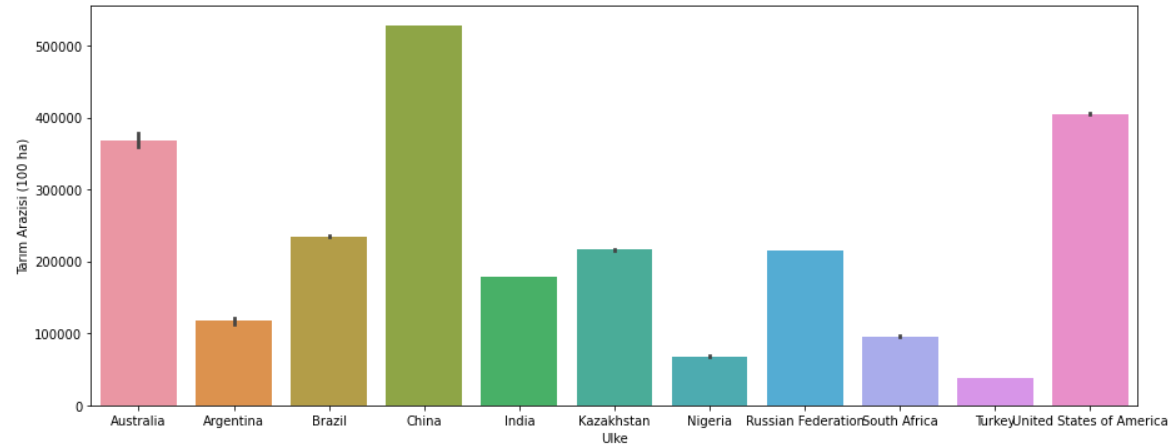 500000
400000
300000
200000
100000
0
Tarım Arazisi (100 ha)
Australia Argentina Brazil China India Kazakhstan Nigeria Russian Federation South Africa Turkey United States of America
Ulke